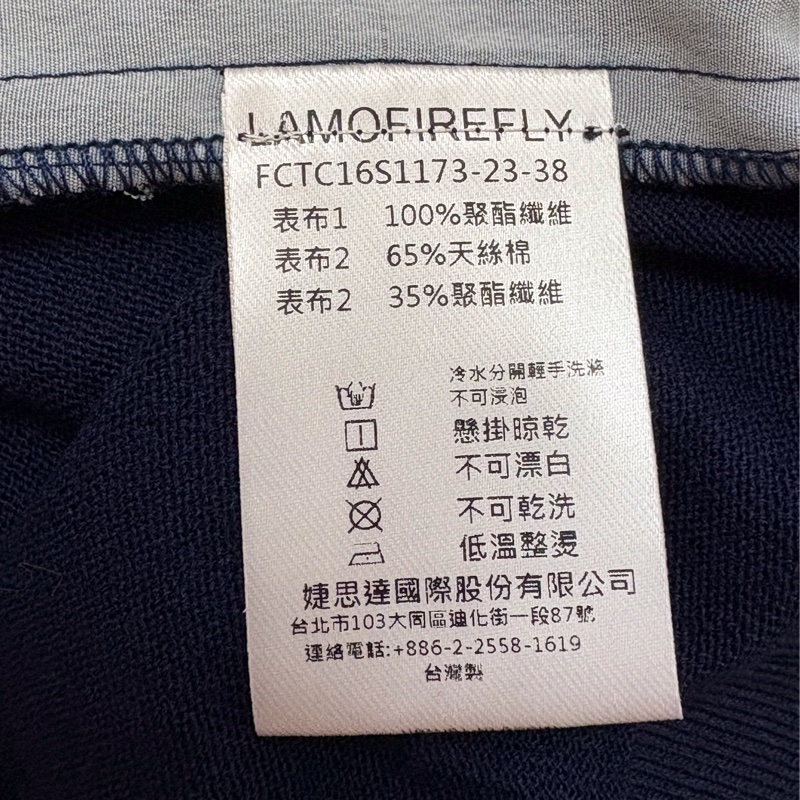 LAMOFIREFLY
FCTC16S1173-23-38
表布1 100%聚酯纖維
表布2 65%天絲棉
表布2 35%聚酯纖維
冷水分開輕手洗滌
不可浸泡
懸掛晾乾
不可漂白
不可乾洗
低溫整燙
婕思達國際股份有限公司
台北市103大同區迪化街一段87號
連絡電話:+886-2-2558-1619
台灣製